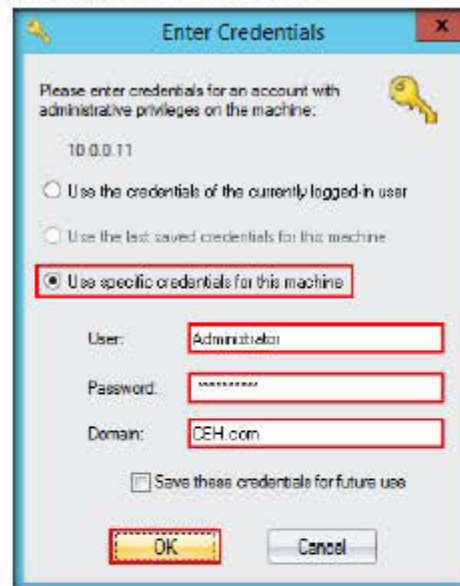 Enter Credentials
x
Please enter credentials for an account with
administrative privileges on the machine:
10.0.0.11
Use the credentials of the currently logged-in user
Use the last saved credentials for this machine
Use specific credentials for this machine
User: Administrator
Password: **********
Domain: CEH.com
Save these credentials for future use
OK Cancel